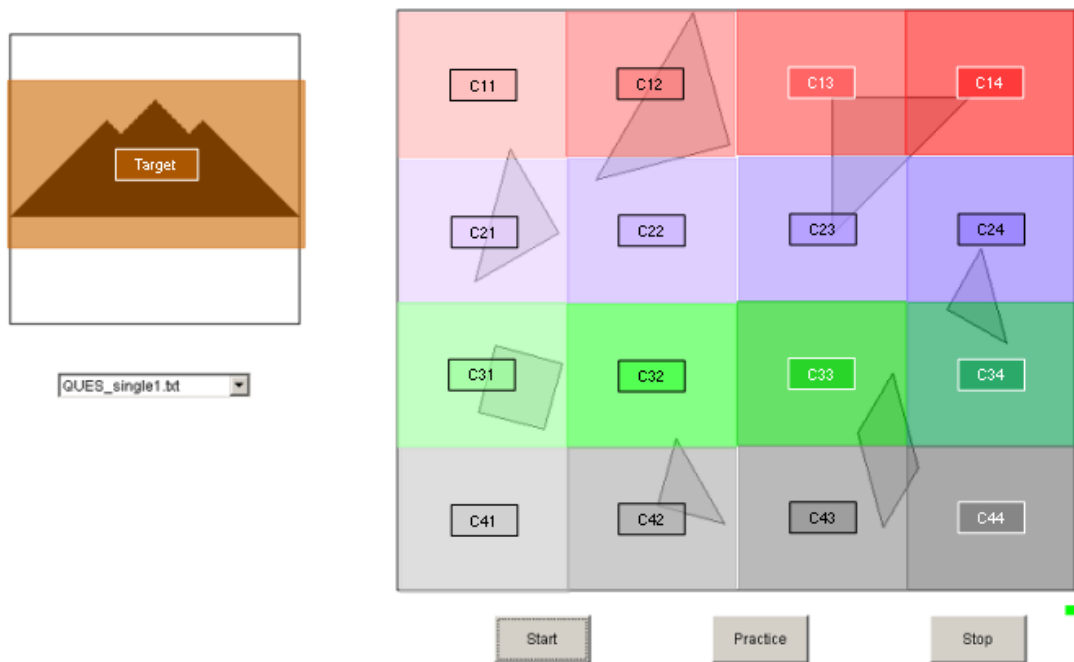 C11
C12
C13
C14
Target
C21
C22
C23
C24
QUES_single1.txt
C31
C32
C33
C34
C41
C42
C43
C44
Start
Practice
Stop